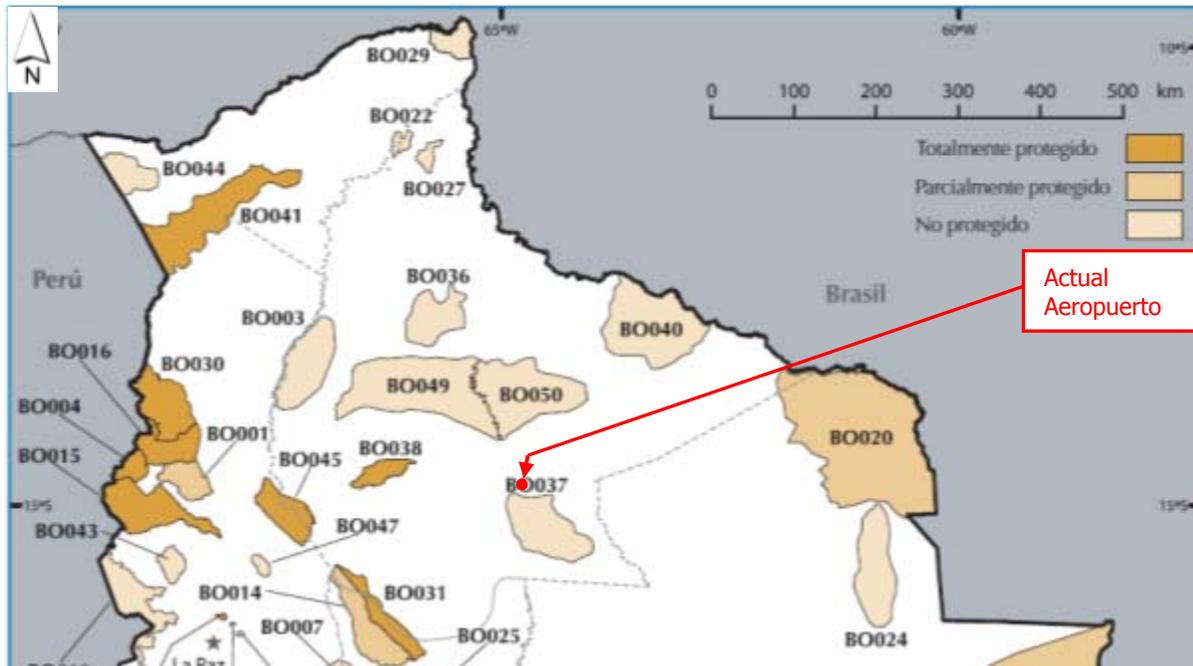 N
65°W
60°W
10°S
BO029
0 100 200 300 400 500 km
BO022
Totalmente protegido
BO044
Parcialmente protegido
BO027
BO041
No protegido
Perú
BO036
Brasil
Actual
Aeropuerto
BO003
BO040
BO016
BO030
BO049
BO050
BO004
BO001
BO020
BO015
BO045
BO038
BO037
15°S
15°S
BO043
BO047
BO014
BO031
BO007
BO025
BO024
La Paz